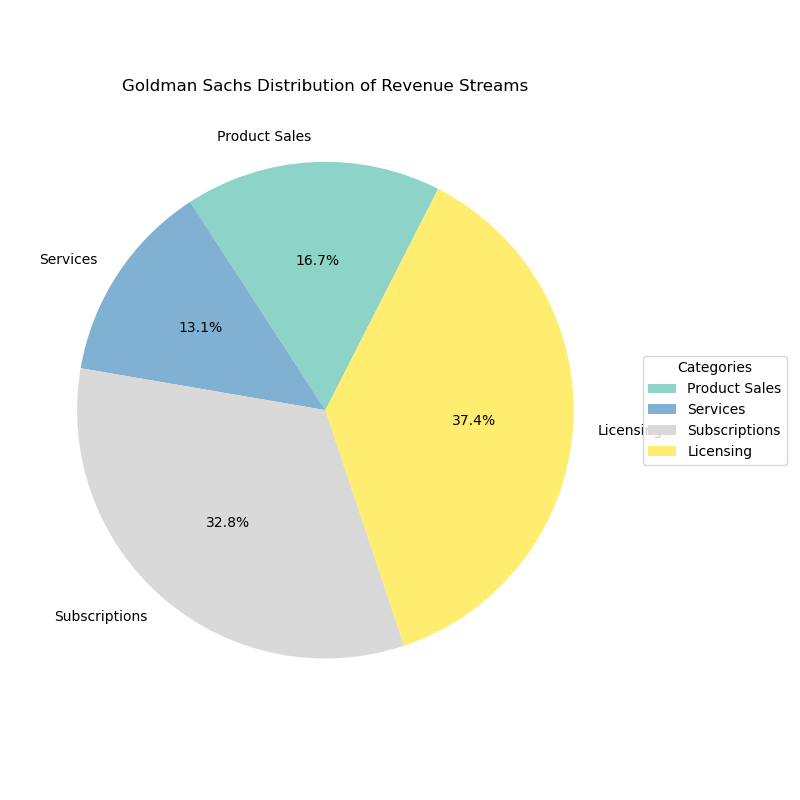 Goldman Sachs Distribution of Revenue Streams
Product Sales
16.7%
Services
13.1%
37.4%
Licensing
32.8%
Subscriptions
Categories
Product Sales
Services
Subscriptions
Licensing